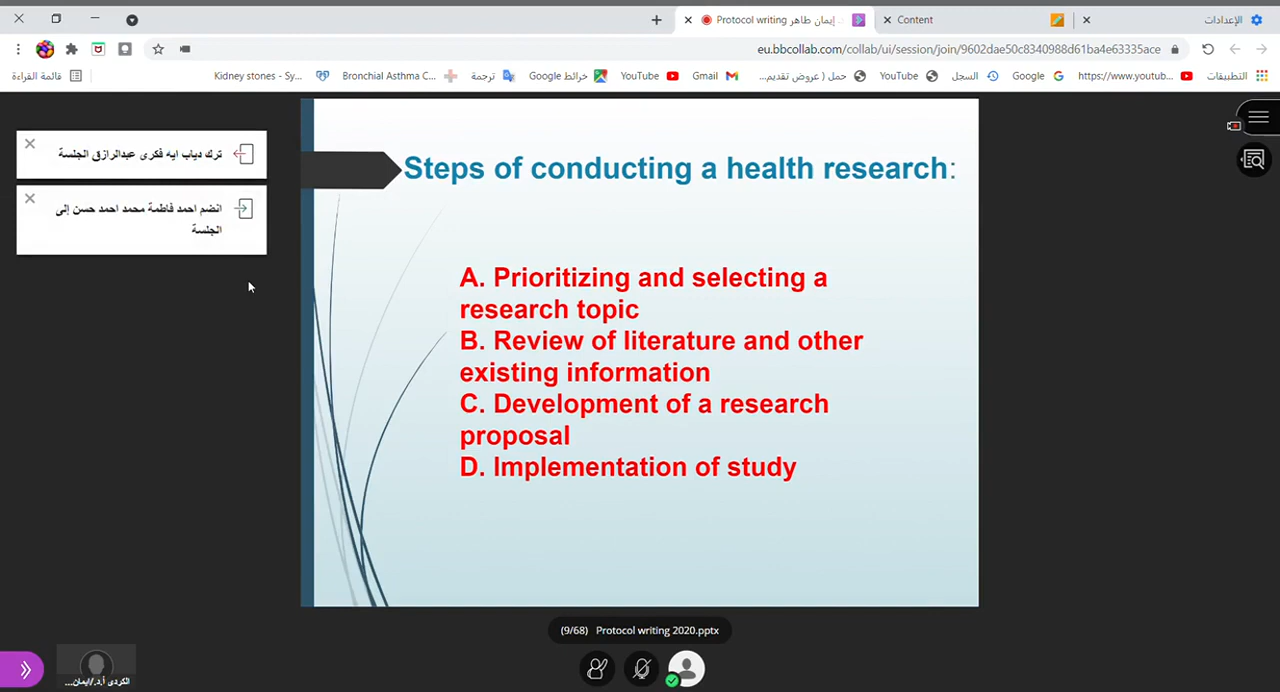 Protocol writing د. إيمان طاهر
Content
الإعدادات
eu.bbcollab.com/collab/ui/session/join/9602dae50c8340988d61ba4e63335ace
قائمة القراءة
Kidney stones - Sy...
Bronchial Asthma C...
ترجمة
خرائط Google
YouTube
Gmail
حمل ( عروض تقديم...
YouTube
السجل
Google
https://www.youtub...
التطبيقات
ترك دياب ايه فكرى عبدالرازق الجلسة
انضم احمد فاطمة محمد احمد حسن إلى
الجلسة
Steps of conducting a health research:
A. Prioritizing and selecting a
research topic
B. Review of literature and other
existing information
C. Development of a research
proposal
D. Implementation of study
(9/68) Protocol writing 2020.pptx
الكردى أ.د./ايمان...